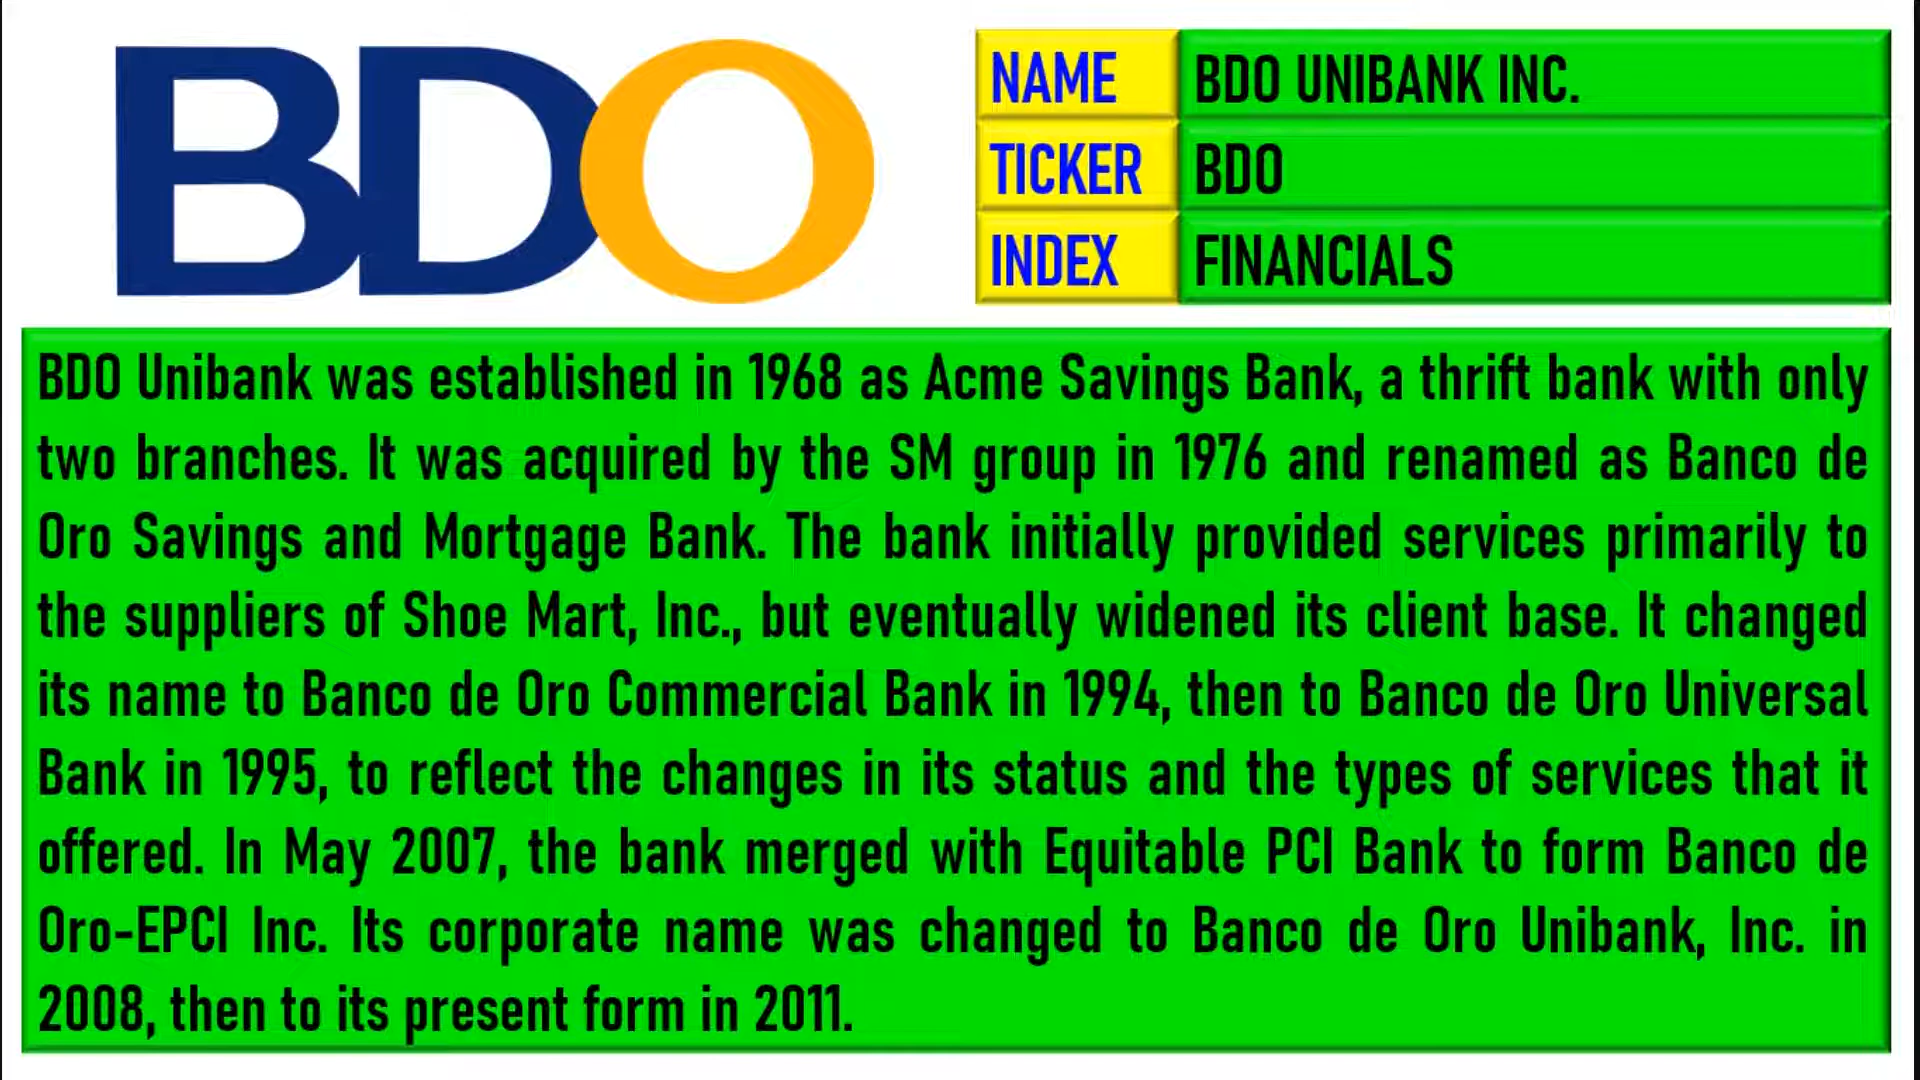 BDO
NAME BDO UNIBANK INC.
TICKER BDO
INDEX FINANCIALS
BDO Unibank was established in 1968 as Acme Savings Bank, a thrift bank with only
two branches. It was acquired by the SM group in 1976 and renamed as Banco de
Oro Savings and Mortgage Bank. The bank initially provided services primarily to
the suppliers of Shoe Mart, Inc., but eventually widened its client base. It changed
its name to Banco de Oro Commercial Bank in 1994, then to Banco de Oro Universal
Bank in 1995, to reflect the changes in its status and the types of services that it
offered. In May 2007, the bank merged with Equitable PCI Bank to form Banco de
Oro-EPCI Inc. Its corporate name was changed to Banco de Oro Unibank, Inc. in
2008, then to its present form in 2011.